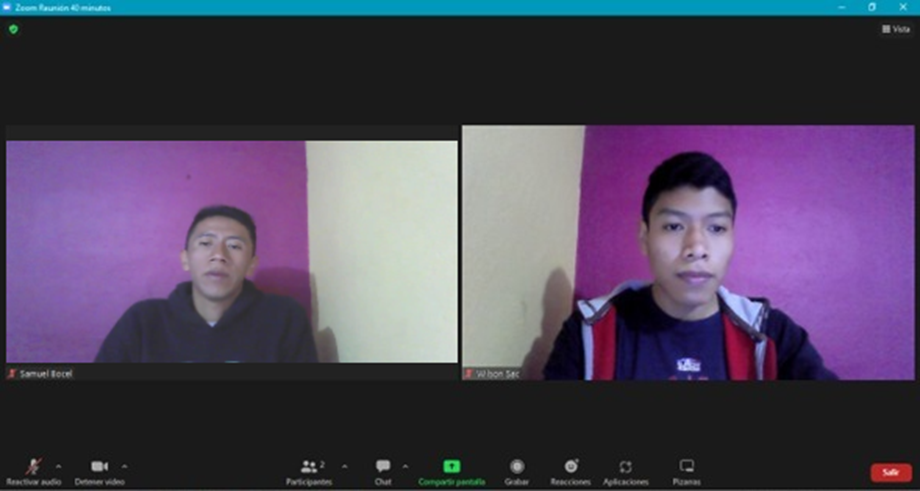 Zoom Reunión 40 minutos
Vista
Samuel Bocel
Wilson Sac
Reactivar audio
Detener video
Participantes
2
Chat
Compartir pantalla
Grabar
Reacciones
Aplicaciones
Pizarras
Salir